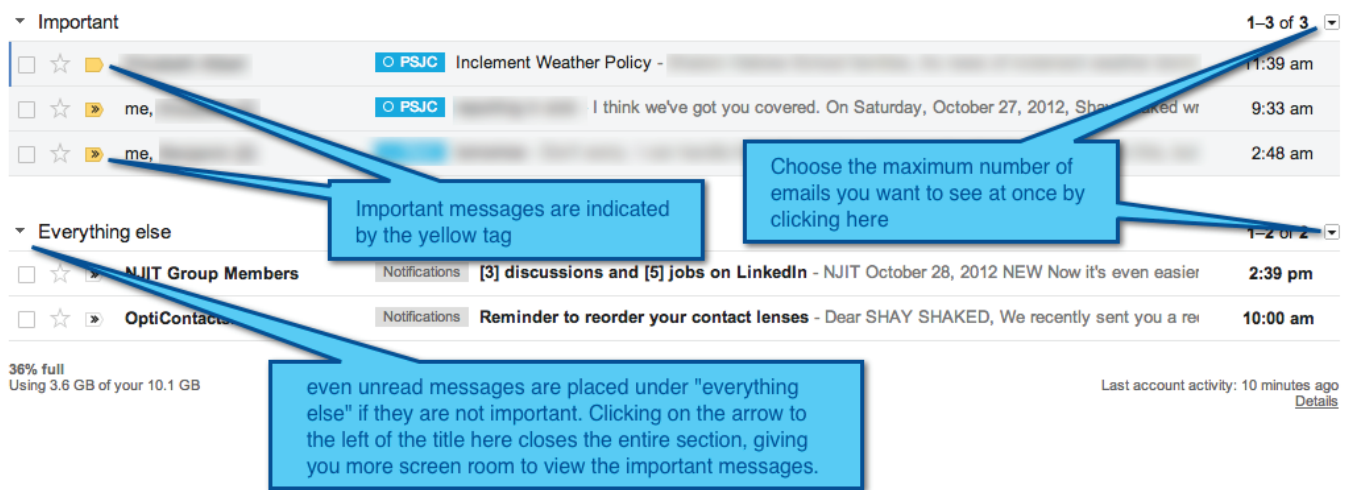 Important 1–3 of 3
PSJC Inclement Weather Policy - 11:39 am
me, PSJC I think we've got you covered. On Saturday, October 27, 2012, Shay Shaked wr 9:33 am
me, 2:48 am
Choose the maximum number of
emails you want to see at once by
clicking here
Important messages are indicated
by the yellow tag
Everything else 1–2 of 2
NJIT Group Members Notifications [3] discussions and [5] jobs on LinkedIn - NJIT October 28, 2012 NEW Now it's even easier 2:39 pm
OptiContacts. Notifications Reminder to reorder your contact lenses - Dear SHAY SHAKED, We recently sent you a re 10:00 am
36% full
Using 3.6 GB of your 10.1 GB
Last account activity: 10 minutes ago
Details
even unread messages are placed under "everything
else" if they are not important. Clicking on the arrow to
the left of the title here closes the entire section, giving
you more screen room to view the important messages.